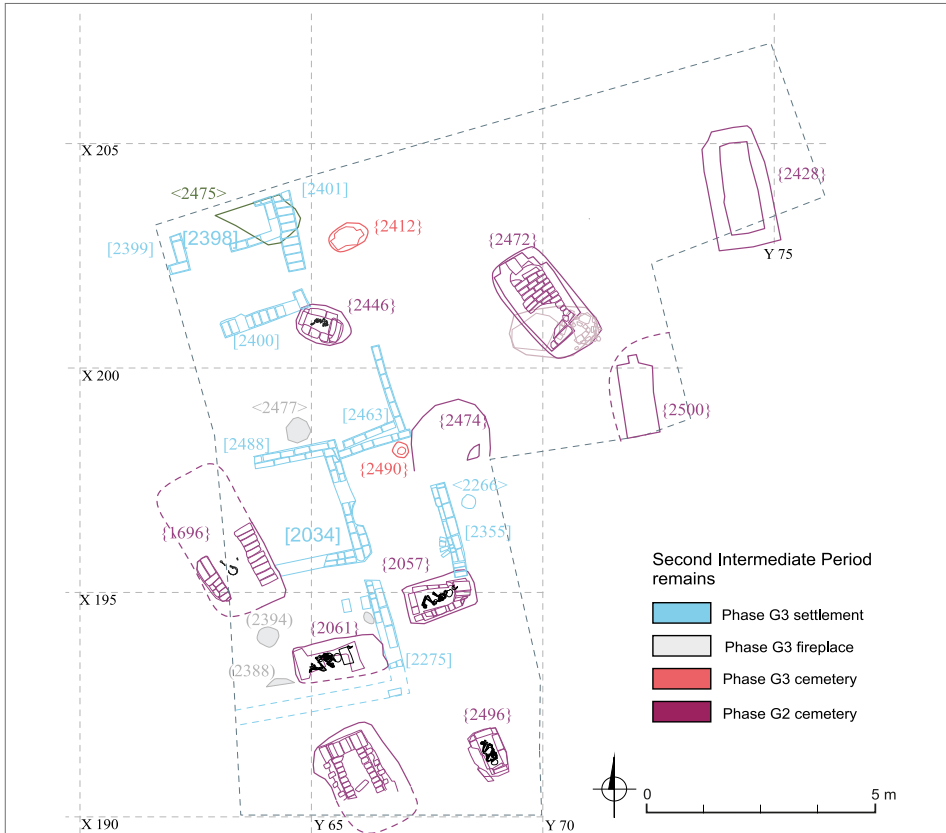 X 205
<2475>
[2401]
{2428}
{2412}
[2399]
[2398]
{2472}
Y 75
{2446}
[2400]
X 200
<2477>
[2463]
{2474}
{2500}
[2488]
{2490}
<2266>
{1696}
[2034]
[2355]
{2057}
Second Intermediate Period
remains
X 195
Phase G3 settlement
(2394)
{2061}
Phase G3 fireplace
[2275]
(2388)
Phase G3 cemetery
{2496}
Phase G2 cemetery
0
5 m
X 190
Y 65
Y 70